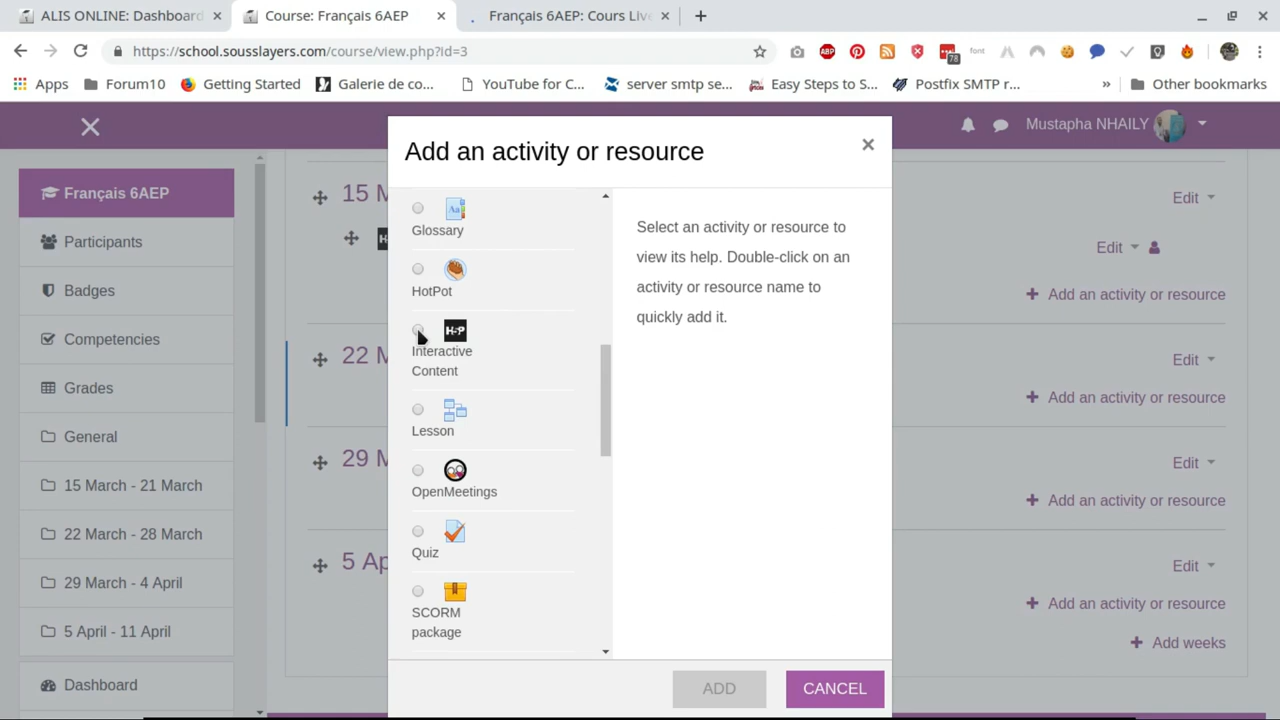 ALIS ONLINE: Dashboard
Course: Français 6AEP
Français 6AEP: Cours Live
https://school.sousslayers.com/course/view.php?id=3
ABP
78
font
Apps
Forum10
Getting Started
Galerie de co...
YouTube for C...
server smtp se...
Easy Steps to S...
Postfix SMTP r...
»
Other bookmarks
Mustapha NHAILY
Français 6AEP
Participants
Badges
Competencies
Grades
General
15 March - 21 March
22 March - 28 March
29 March - 4 April
5 April - 11 April
Dashboard
15 M
Edit
H
Edit
Add an activity or resource
22 M
Edit
Add an activity or resource
29 M
Edit
Add an activity or resource
5 Ap
Edit
Add an activity or resource
Add weeks
Add an activity or resource
×
Aa
Glossary
HotPot
H-P
Interactive
Content
Lesson
OpenMeetings
Quiz
SCORM
package
Select an activity or resource to
view its help. Double-click on an
activity or resource name to
quickly add it.
ADD
CANCEL